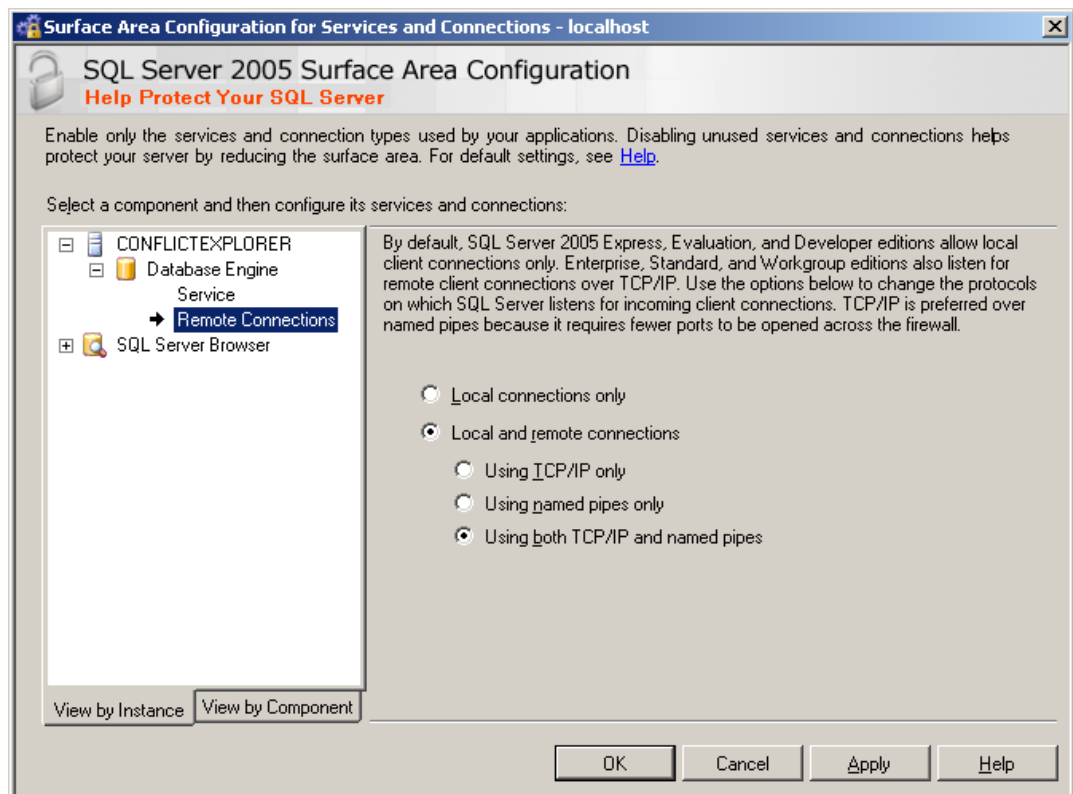 Surface Area Configuration for Services and Connections - localhost
SQL Server 2005 Surface Area Configuration
Help Protect Your SQL Server
Enable only the services and connection types used by your applications. Disabling unused services and connections helps
protect your server by reducing the surface area. For default settings, see Help.
Select a component and then configure its services and connections:
CONFLICTEXPLORER
Database Engine
Service
Remote Connections
SQL Server Browser
View by Instance
View by Component
By default, SQL Server 2005 Express, Evaluation, and Developer editions allow local
client connections only. Enterprise, Standard, and Workgroup editions also listen for
remote client connections over TCP/IP. Use the options below to change the protocols
on which SQL Server listens for incoming client connections. TCP/IP is preferred over
named pipes because it requires fewer ports to be opened across the firewall.
Local connections only
Local and remote connections
Using TCP/IP only
Using named pipes only
Using both TCP/IP and named pipes
OK
Cancel
Apply
Help